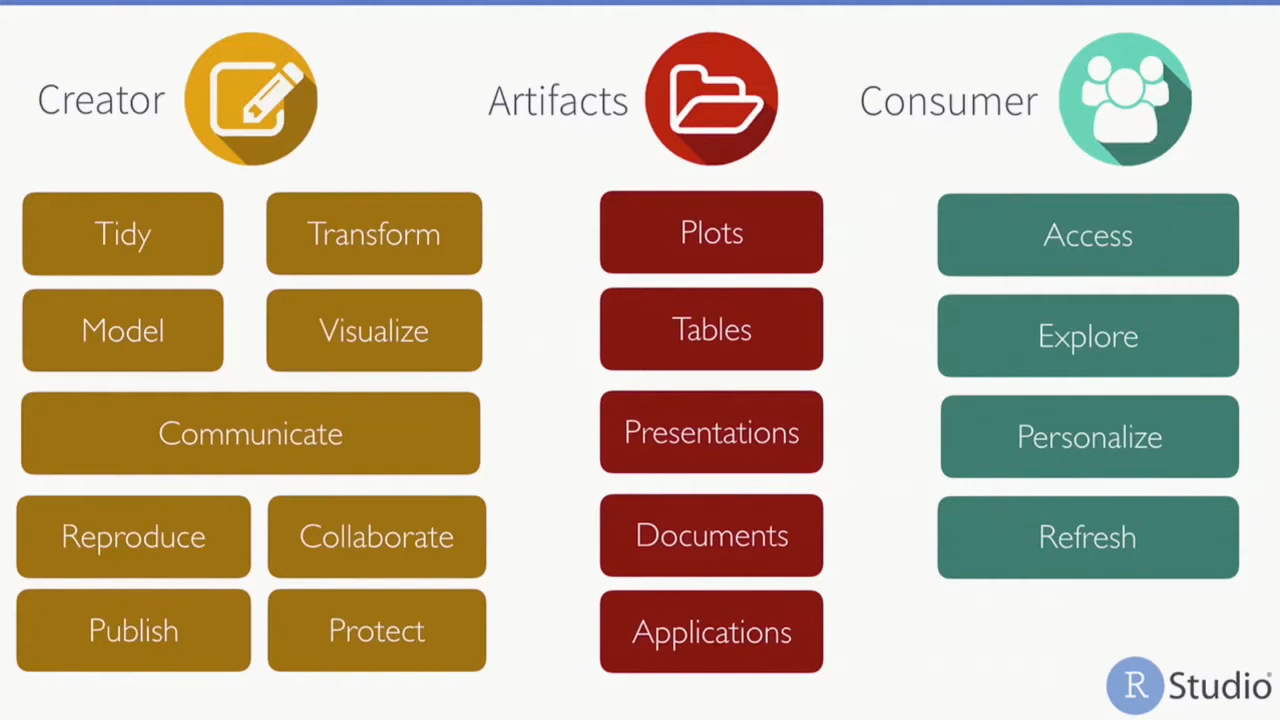 Creator
Artifacts
Consumer
Tidy
Transform
Model
Visualize
Communicate
Reproduce
Collaborate
Publish
Protect
Plots
Tables
Presentations
Documents
Applications
Access
Explore
Personalize
Refresh
R Studio®